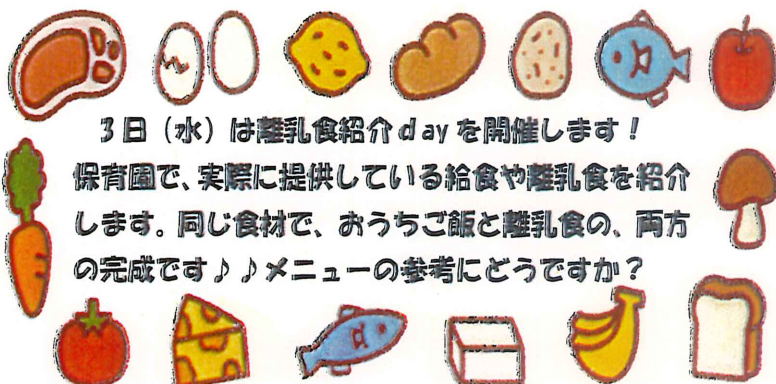 3日（水）は離乳食紹介dayを開催します！
保育園で、実際に提供している給食や離乳食を紹介
します。同じ食材で、おうちご飯と離乳食の、両方
の完成です♪♪メニューの参考にどうですか？